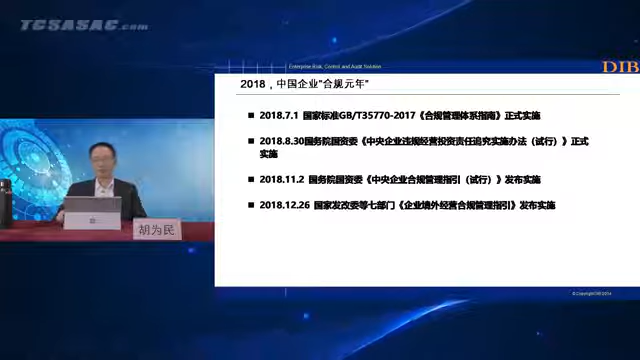 TCSASAC.com
Enterprise Risk, Control and Audit Solution
DIB
2018，中国企业"合规元年"
■ 2018.7.1 国家标准GB/T35770-2017《合规管理体系指南》正式实施
■ 2018.8.30国务院国资委《中央企业违规经营投资责任追究实施办法（试行）》正式
实施
■ 2018.11.2 国务院国资委《中央企业合规管理指引（试行）》发布实施
■ 2018.12.26 国家发改委等七部门《企业境外经营合规管理指引》发布实施
胡为民
© Copyright DIB 2024